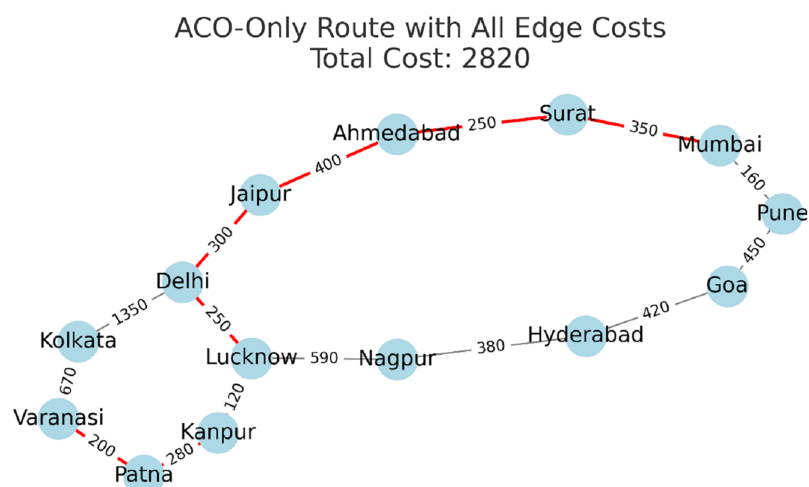 ACO-Only Route with All Edge Costs
Total Cost: 2820
Surat
Ahmedabad
250
350
Mumbai
400
160
Jaipur
Pune
300
450
Delhi
Goa
1350
250
420
Kolkata
Hyderabad
Lucknow
590
Nagpur
380
670
120
Varanasi
Kanpur
200
280
Patna